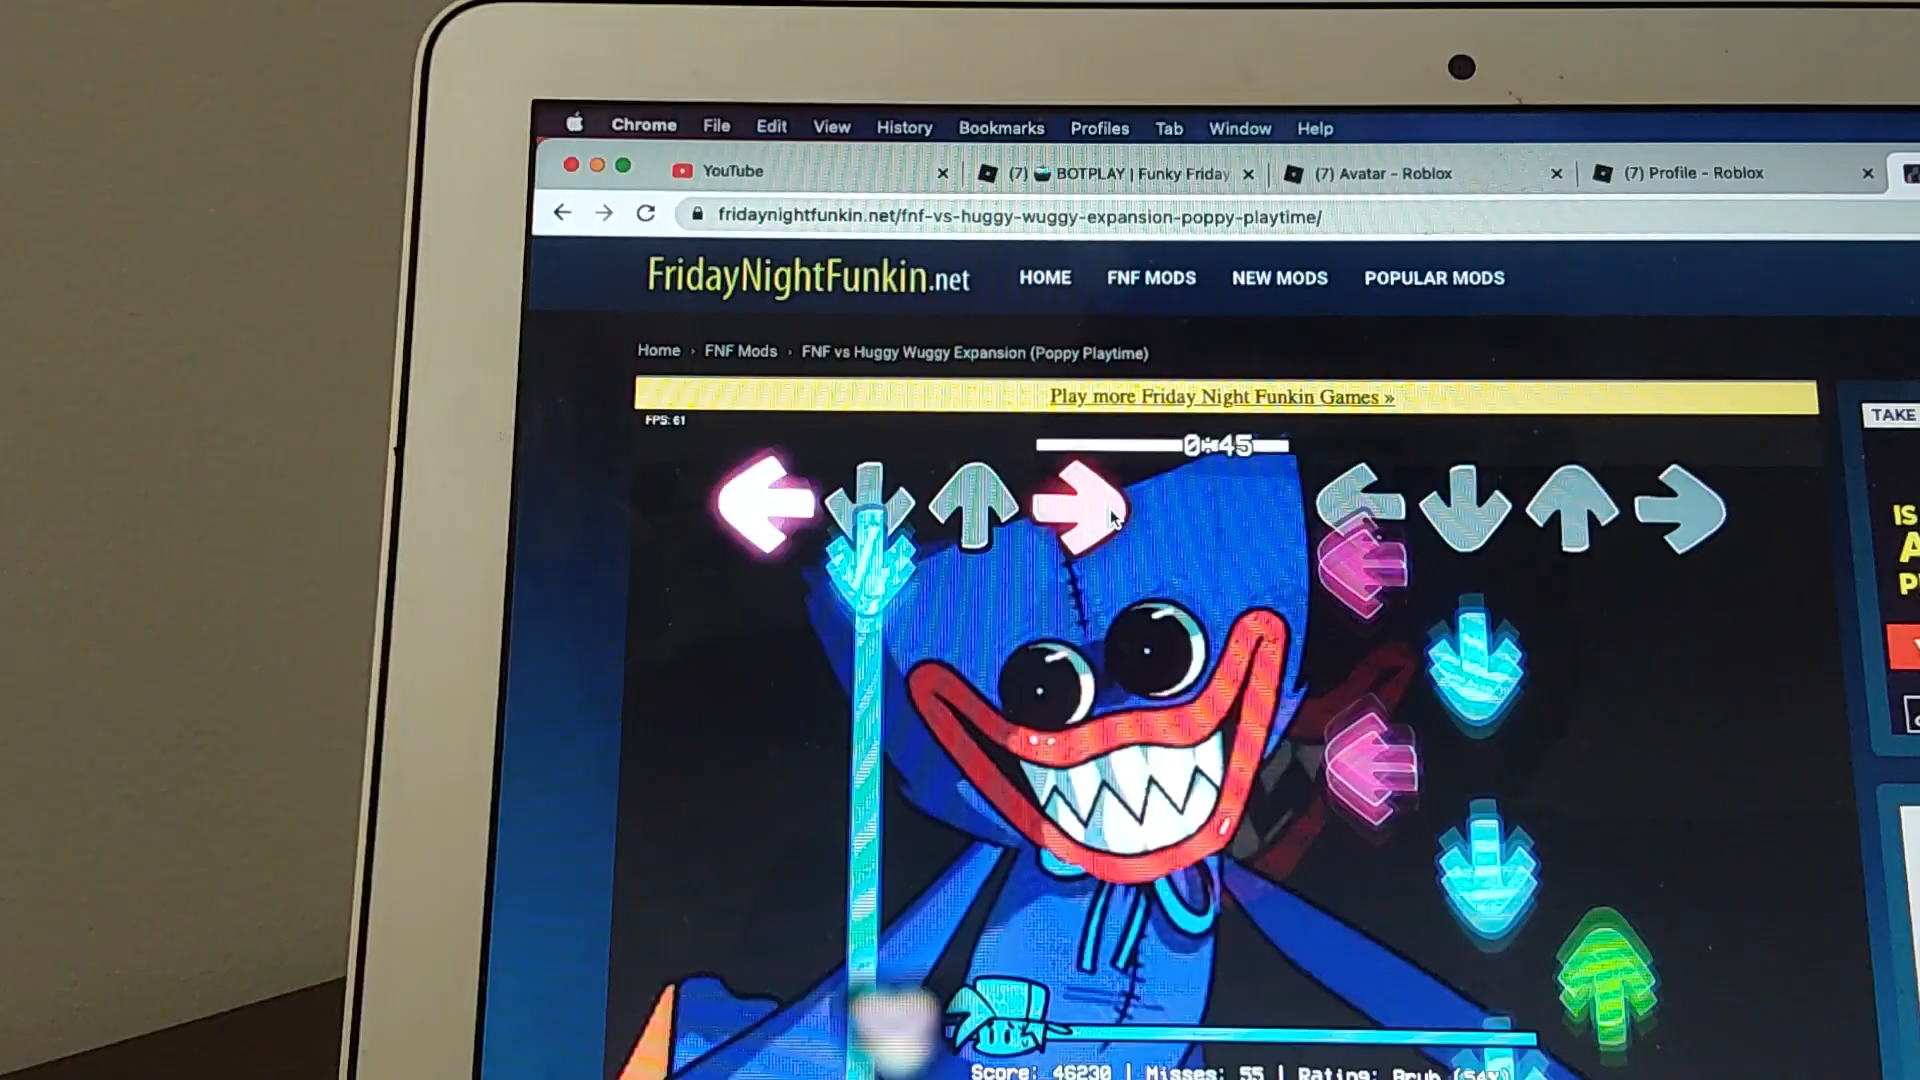 Chrome File Edit View History Bookmarks Profiles Tab Window Help
YouTube (7) BOTPLAY | Funky Friday (7) Avatar - Roblox (7) Profile - Roblox
fridaynightfunkin.net/fnf-vs-huggy-wuggy-expansion-poppy-playtime/
FridayNightFunkin.net HOME FNF MODS NEW MODS POPULAR MODS
Home › FNF Mods › FNF vs Huggy Wuggy Expansion (Poppy Playtime)
Play more Friday Night Funkin Games »
TAKE
FPS: 61
0:45
IS
Score: 46230 | Misses: 55 | Rating: Bruh (54%)